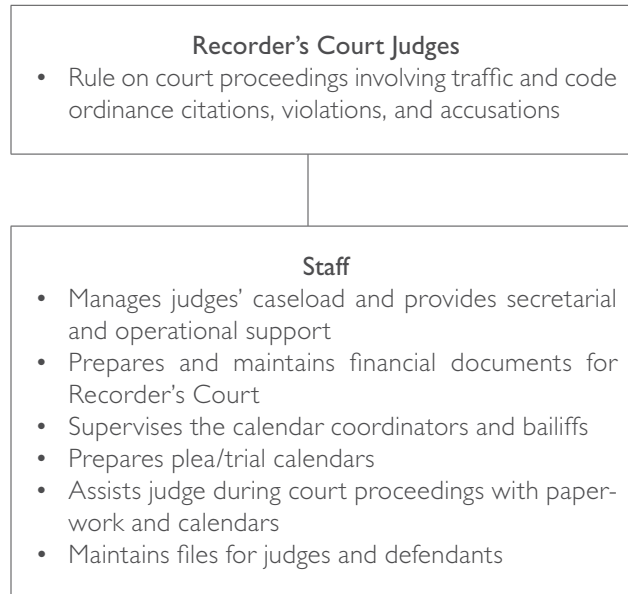 Recorder’s Court Judges
• Rule on court proceedings involving traffic and code
ordinance citations, violations, and accusations
Staff
• Manages judges’ caseload and provides secretarial
and operational support
• Prepares and maintains financial documents for
Recorder’s Court
• Supervises the calendar coordinators and bailiffs
• Prepares plea/trial calendars
• Assists judge during court proceedings with paper-
work and calendars
• Maintains files for judges and defendants